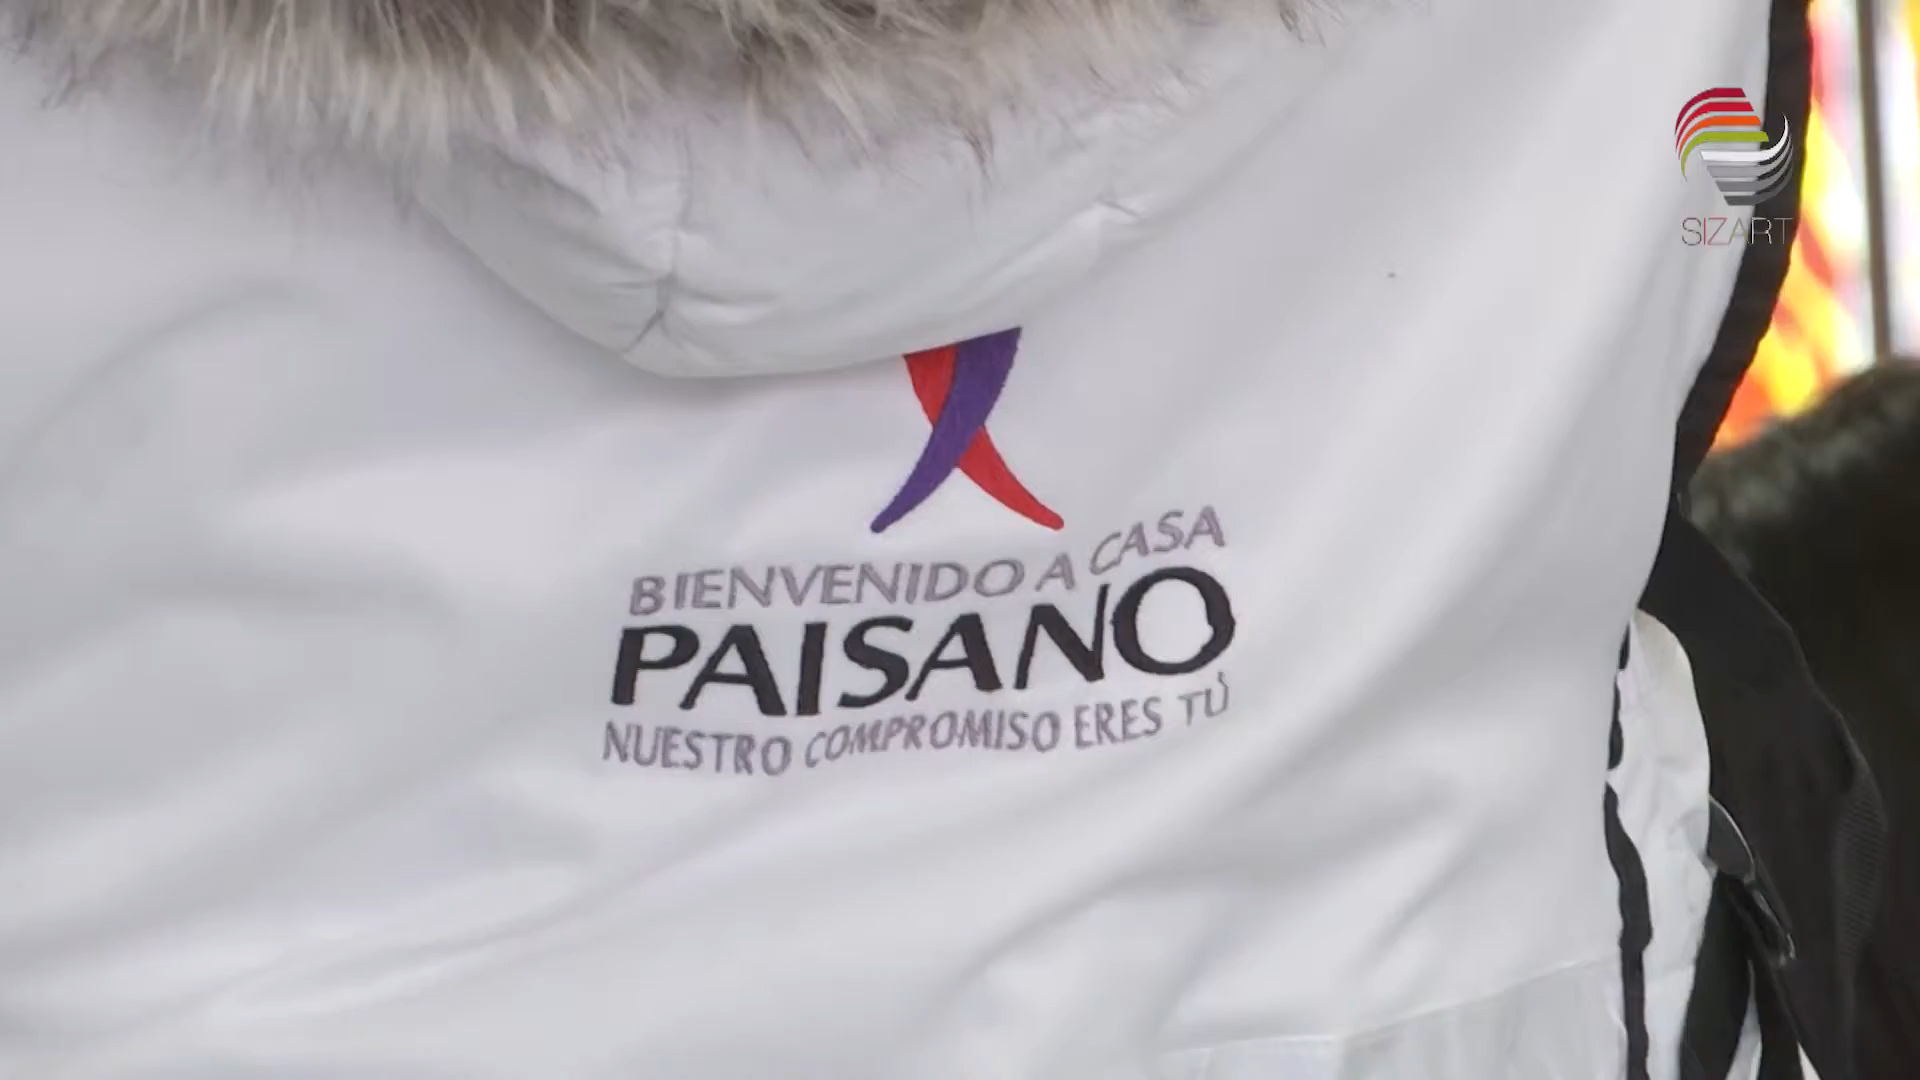 SIZART
BIENVENIDO A CASA
PAISANO
NUESTRO COMPROMISO ERES TÚ